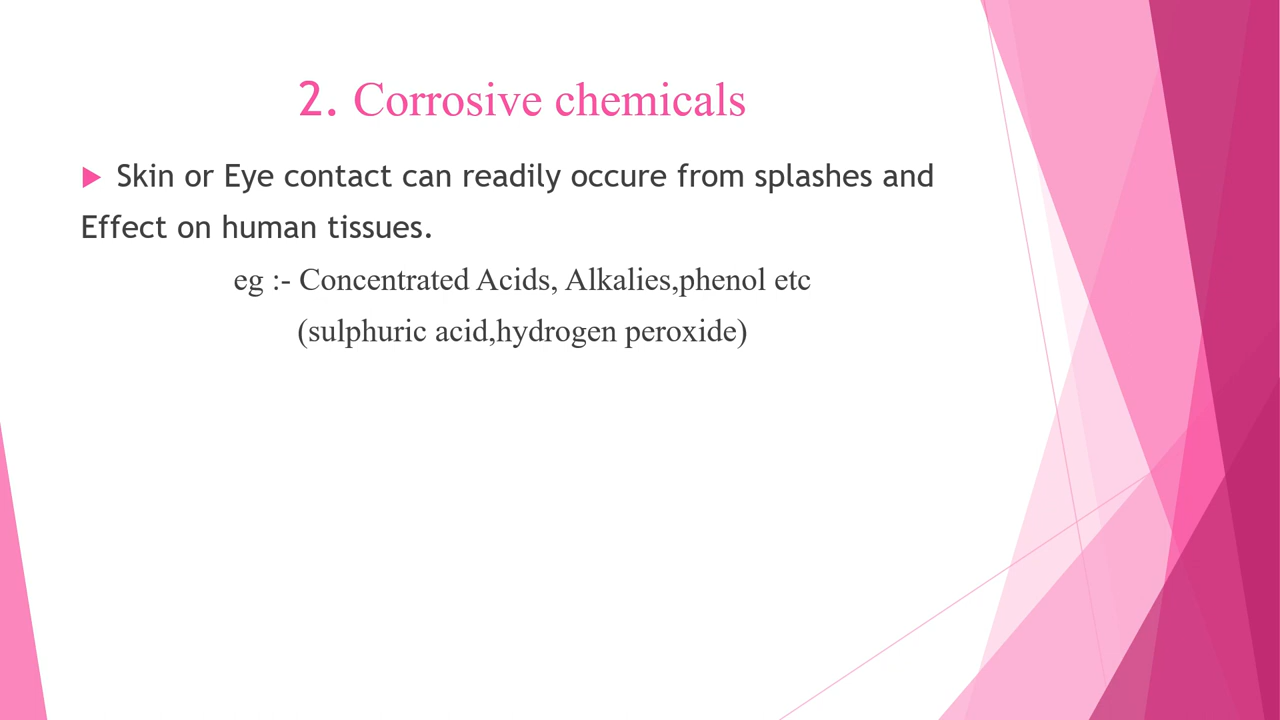 2. Corrosive chemicals
Skin or Eye contact can readily occure from splashes and
Effect on human tissues.
eg :- Concentrated Acids, Alkalies,phenol etc
(sulphuric acid,hydrogen peroxide)